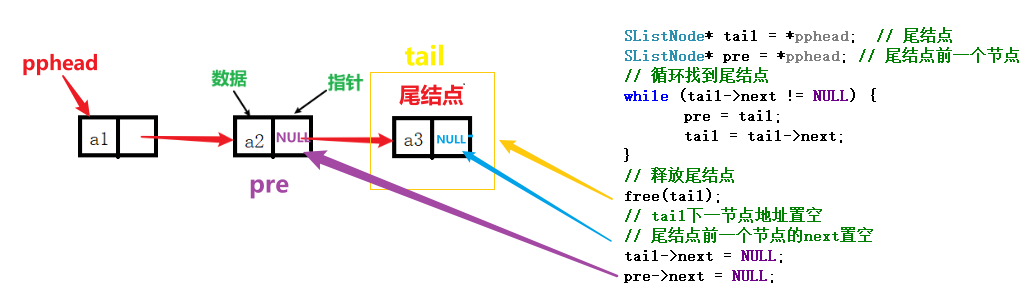 pphead
数据
指针
tail
尾结点
a1
a2
NULL
a3
NULL
pre
SListNode* tail = *pphead;  // 尾结点
SListNode* pre = *pphead; // 尾结点前一个节点
// 循环找到尾结点
while (tail->next != NULL) {
pre = tail;
tail = tail->next;
}
// 释放尾结点
free(tail);
// tail下一节点地址置空
// 尾结点前一个节点的next置空
tail->next = NULL;
pre->next = NULL;